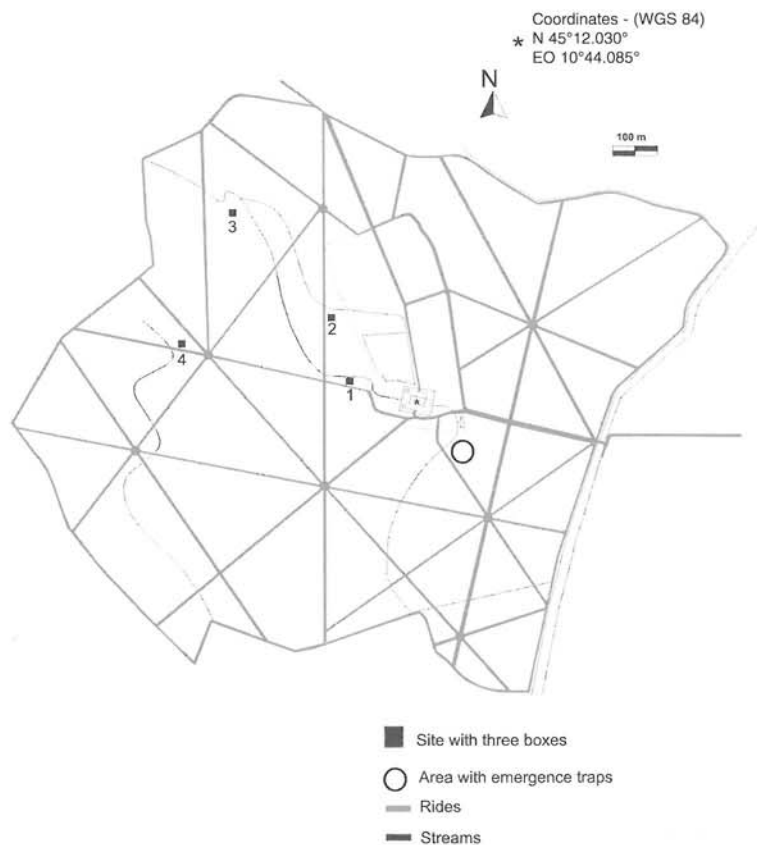 Coordinates - (WGS 84)
* N 45°12.030°
EO 10°44.085°
N
100 m
3
2
4
1
Site with three boxes
Area with emergence traps
Rides
Streams